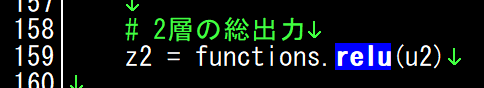 157 ↓
158 # 2層の総出力↓
159 z2 = functions.relu(u2)↓
160 ↓